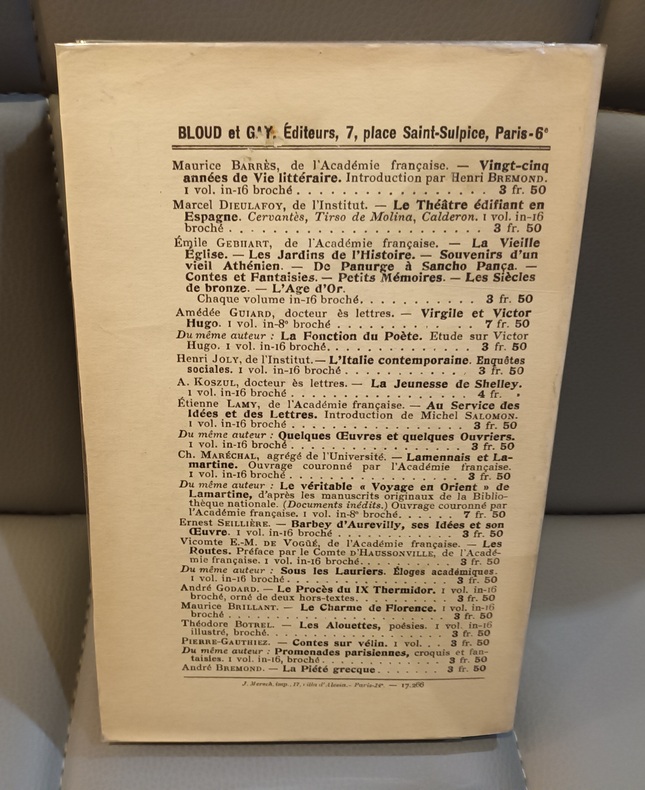 BLOUD et GAY. Éditeurs, 7, place Saint-Sulpice, Paris-6e
Maurice BARRÈS, de l'Académie française. — Vingt-cinq
années de Vie littéraire. Introduction par Henri BREMOND.
1 vol. in-16 broché . . . . . . . . . . . . . . . 3 fr. 50
Marcel DIEULAFOY, de l'Institut. — Le Théâtre édifiant en
Espagne. Cervantès, Tirso de Molina, Calderon. 1 vol. in-16
broché . . . . . . . . . . . . . . . . . . . . . 3 fr. 50
Émile GEBHART, de l'Académie française. — La Vieille
Église. — Les Jardins de l'Histoire. — Souvenirs d'un
vieil Athénien. — De Panurge à Sancho Pança. —
Contes et Fantaisies. — Petits Mémoires. — Les Siècles
de bronze. — L'Age d'Or.
Chaque volume in-16 broché. . . . . . . . . . . 3 fr. 50
Amédée GUIARD, docteur ès lettres. — Virgile et Victor
Hugo. 1 vol. in-8° broché . . . . . . . . . . . 7 fr. 50
Du même auteur : La Fonction du Poète. Etude sur Victor
Hugo. 1 vol. in-16 broché. . . . . . . . . . . . 3 fr. 50
Henri JOLY, de l'Institut. — L'Italie contemporaine. Enquêtes
sociales. 1 vol. in-16 broché . . . . . . . . . . 3 fr. 50
A. KOSZUL, docteur ès lettres. — La Jeunesse de Shelley.
1 vol. in-16 broché . . . . . . . . . . . . . . . 4 fr. »
Étienne LAMY, de l'Académie française. — Au Service des
Idées et des Lettres. Introduction de Michel SALOMON.
1 vol. in-16 broché . . . . . . . . . . . . . . . 3 fr. 50
Du même auteur : Quelques Œuvres et quelques Ouvriers.
1 vol. in-16 broché . . . . . . . . . . . . . . . 3 fr. 50
Ch. MARÉCHAL, agrégé de l'Université. — Lamennais et La-
martine. Ouvrage couronné par l'Académie française.
1 vol. in-16 broché . . . . . . . . . . . . . . . 3 fr. 50
Du même auteur : Le véritable « Voyage en Orient » de
Lamartine, d'après les manuscrits originaux de la Biblio-
thèque nationale. (Documents inédits.) Ouvrage couronné par
l'Académie française. 1 vol. in-8° broché. . . . . . 7 fr. 50
Ernest SEILLIÈRE. — Barbey d'Aurevilly, ses Idées et son
Œuvre. 1 vol. in-16 broché . . . . . . . . . . . 3 fr. 50
Vicomte E.-M. DE VOGÜÉ, de l'Académie française. — Les
Routes. Préface par le Comte D'HAUSSONVILLE, de l'Acadé-
mie française. 1 vol. in-16 broché. . . . . . . . . 3 fr. 50
Du même auteur : Sous les Lauriers. Éloges académiques.
1 vol. in-16 broché . . . . . . . . . . . . . . . 3 fr. 50
André GODARD. — Le Procès du IX Thermidor. 1 vol. in-16
broché, orné de deux hors-textes. . . . . . . . . . 3 fr. 50
Maurice BRILLANT. — Le Charme de Florence. 1 vol. in-16
broché . . . . . . . . . . . . . . . . . . . . . 3 fr. 50
Théodore BOTREL. — Les Alouettes, poésies. 1 vol. in-16
illustré, broché. . . . . . . . . . . . . . . . . 3 fr. 50
PIERRE-GAUTHIEZ. — Contes sur vélin. 1 vol. . . 3 fr. 50
Du même auteur : Promenades parisiennes, croquis et fan-
taisies. 1 vol. in-16, broché. . . . . . . . . . . 3 fr. 50
André BREMOND. — La Piété grecque . . . . . . 3 fr. 50
J. Mersch, imp., 17, villa d'Alésia. - Paris-14e. — 17.266